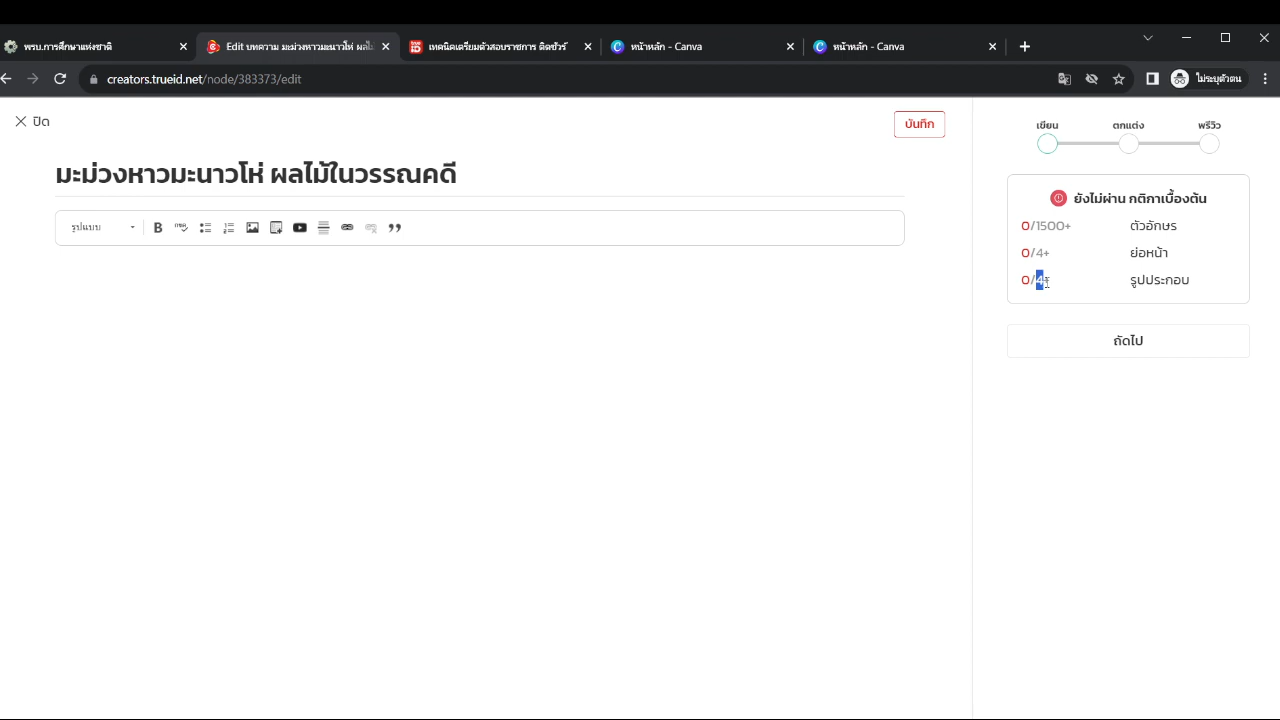 พรบ.การศึกษาแห่งชาติ
Edit บทความ มะม่วงหาวมะนาวโห่ ผลไ
เทคนิคเตรียมตัวสอบราชการ ติดชัวร์
หน้าหลัก - Canva
หน้าหลัก - Canva
creators.trueid.net/node/383373/edit
ไม่ระบุตัวตน
ปิด
บันทึก
มะม่วงหาวมะนาวโห่ ผลไม้ในวรรณคดี
รูปแบบ
B
เขียน ตกแต่ง พรีวิว
ยังไม่ผ่าน กติกาเบื้องต้น
0/1500+ ตัวอักษร
0/4+ ย่อหน้า
0/4+ รูปประกอบ
ถัดไป